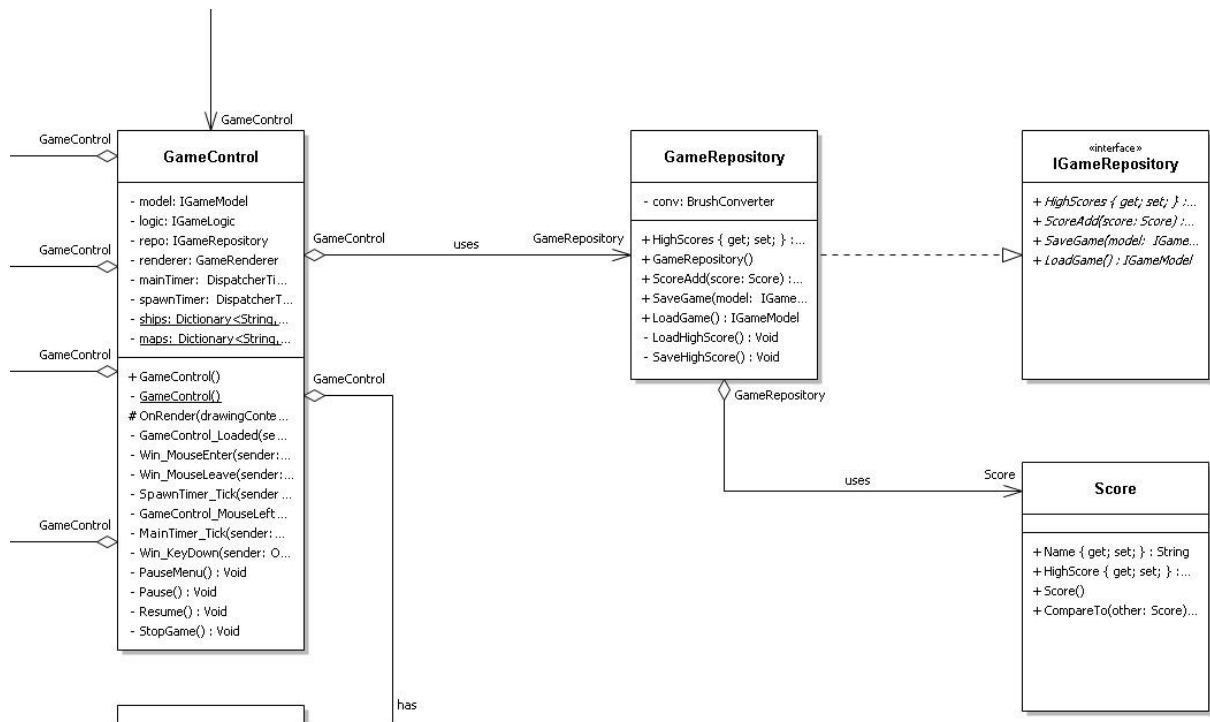 GameControl
GameControl
GameControl
GameControl
GameControl
GameControl
- model: IGameModel
- logic: IGameLogic
- repo: IGameRepository
- renderer: GameRenderer
- mainTimer: DispatcherTi...
- spawnTimer: DispatcherT...
- ships: Dictionary<String,...
- maps: Dictionary<String,...
+ GameControl()
- GameControl()
# OnRender(drawingConte...
- GameControl_Loaded(se...
- Win_MouseEnter(sender:...
- Win_MouseLeave(sender:...
- SpawnTimer_Tick(sender ...
- GameControl_MouseLeft...
- MainTimer_Tick(sender:...
- Win_KeyDown(sender: O...
- PauseMenu() : Void
- Pause() : Void
- Resume() : Void
- StopGame() : Void
GameControl
uses
GameRepository
GameControl
has
GameRepository
- conv: BrushConverter
+ HighScores { get; set; } :...
+ GameRepository()
+ ScoreAdd(score: Score) :...
+ SaveGame(model: IGame...
+ LoadGame() : IGameModel
- LoadHighScore() : Void
- SaveHighScore() : Void
GameRepository
uses
Score
«interface»
IGameRepository
+ HighScores { get; set; } :...
+ ScoreAdd(score: Score) :...
+ SaveGame(model: IGame...
+ LoadGame() : IGameModel
Score
+ Name { get; set; } : String
+ HighScore { get; set; } :...
+ Score()
+ CompareTo(other: Score)...